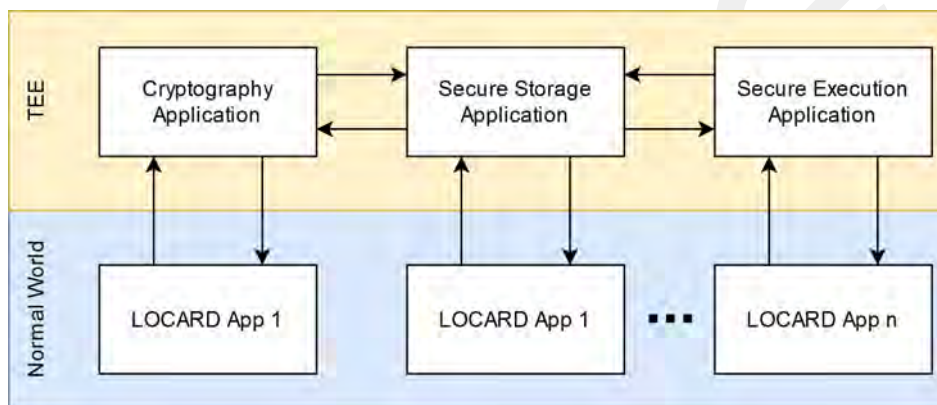 TEE
Cryptography
Application
Secure Storage
Application
Secure Execution
Application
Normal World
LOCARD App 1
LOCARD App 1
LOCARD App n